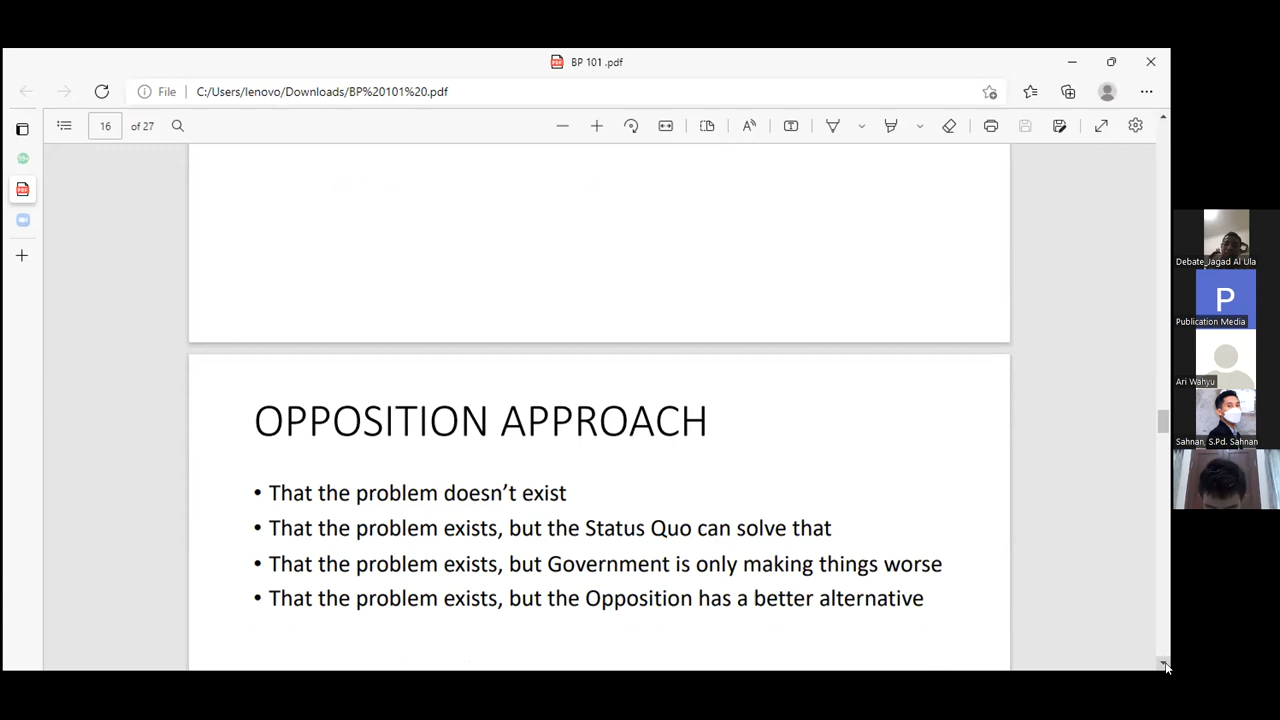 BP 101 .pdf
File
C:/Users/lenovo/Downloads/BP%20101%20.pdf
16 of 27
OPPOSITION APPROACH
• That the problem doesn’t exist
• That the problem exists, but the Status Quo can solve that
• That the problem exists, but Government is only making things worse
• That the problem exists, but the Opposition has a better alternative
Debate_Jagad Al Ula
P
Publication Media
Ari Wahyu
Sahnan, S.Pd. Sahnan